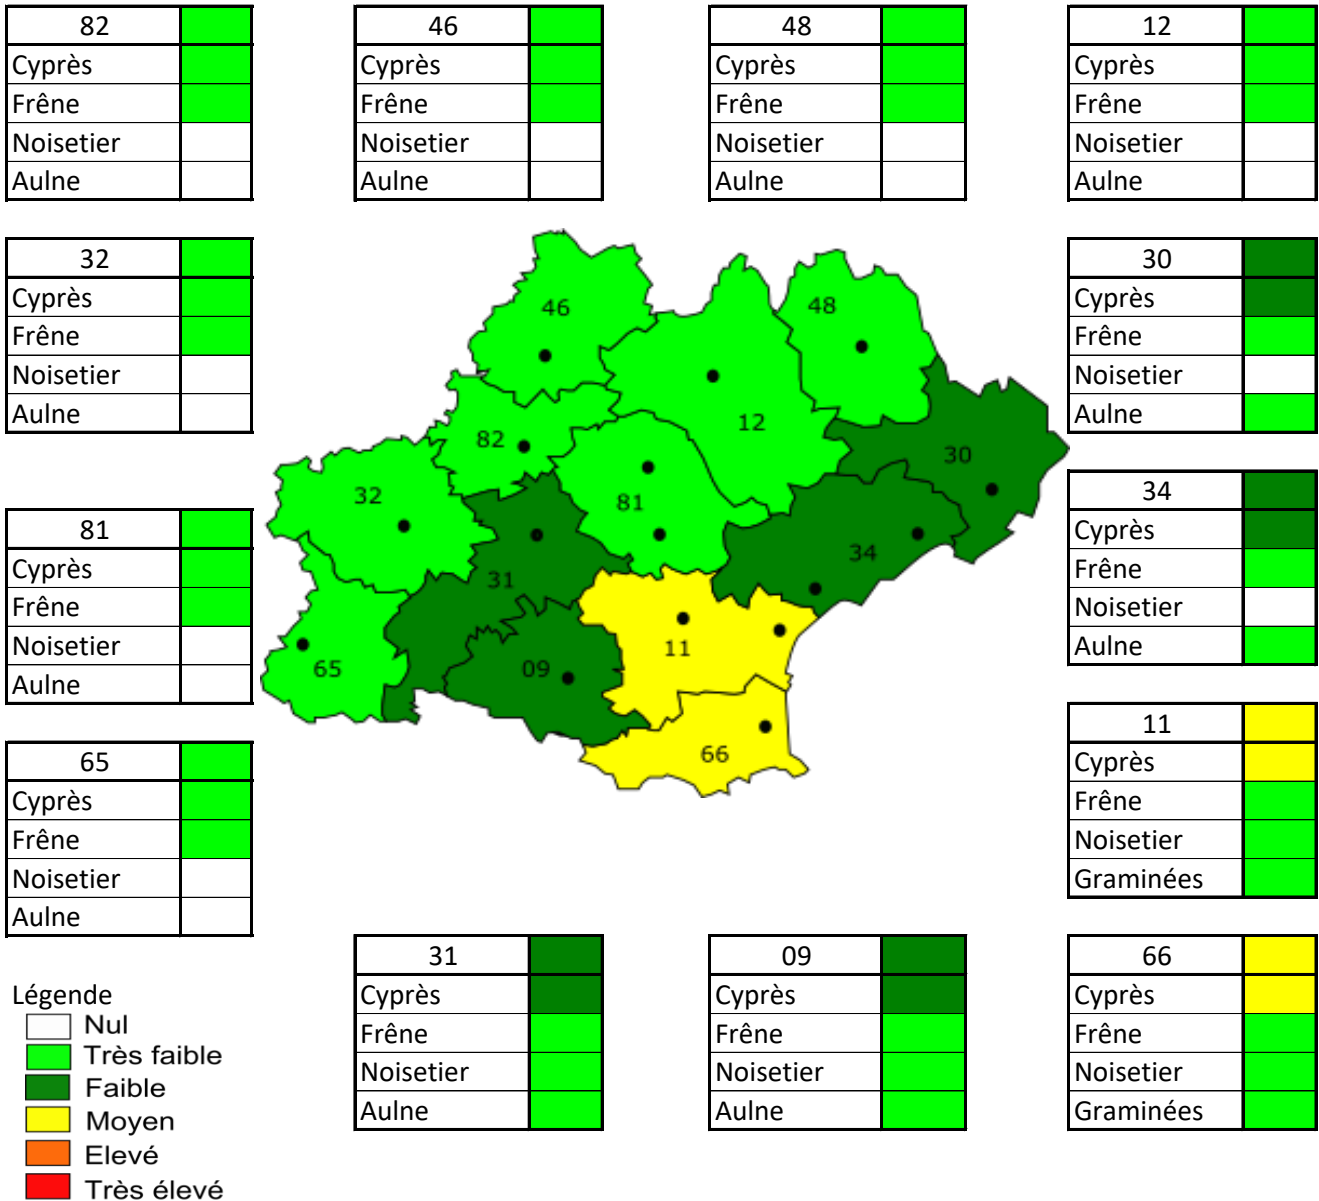 82
Cyprès
Frêne
Noisetier
Aulne
46
Cyprès
Frêne
Noisetier
Aulne
48
Cyprès
Frêne
Noisetier
Aulne
12
Cyprès
Frêne
Noisetier
Aulne
32
Cyprès
Frêne
Noisetier
Aulne
81
Cyprès
Frêne
Noisetier
Aulne
65
Cyprès
Frêne
Noisetier
Aulne
46
48
12
82
30
32
81
34
31
09
11
65
66
30
Cyprès
Frêne
Noisetier
Aulne
34
Cyprès
Frêne
Noisetier
Aulne
11
Cyprès
Frêne
Noisetier
Graminées
31
Cyprès
Frêne
Noisetier
Aulne
09
Cyprès
Frêne
Noisetier
Aulne
66
Cyprès
Frêne
Noisetier
Graminées
Légende
Nul
Très faible
Faible
Moyen
Elevé
Très élevé